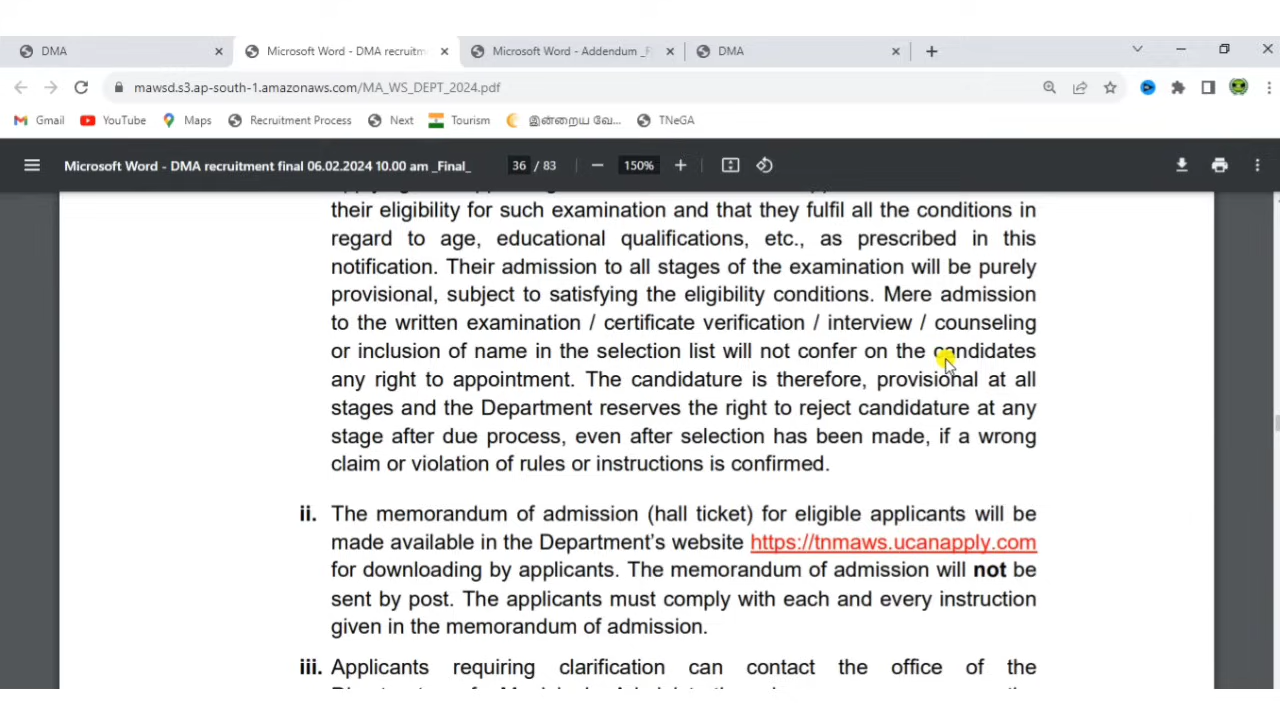 DMA
Microsoft Word - DMA recruitm
Microsoft Word - Addendum _F
DMA
mawsd.s3.ap-south-1.amazonaws.com/MA_WS_DEPT_2024.pdf
Gmail YouTube Maps Recruitment Process Next Tourism இன்றைய வே... TNeGA
Microsoft Word - DMA recruitment final 06.02.2024 10.00 am _Final_ 36 / 83 150%
their eligibility for such examination and that they fulfil all the conditions in
regard to age, educational qualifications, etc., as prescribed in this
notification. Their admission to all stages of the examination will be purely
provisional, subject to satisfying the eligibility conditions. Mere admission
to the written examination / certificate verification / interview / counseling
or inclusion of name in the selection list will not confer on the candidates
any right to appointment. The candidature is therefore, provisional at all
stages and the Department reserves the right to reject candidature at any
stage after due process, even after selection has been made, if a wrong
claim or violation of rules or instructions is confirmed.
ii. The memorandum of admission (hall ticket) for eligible applicants will be
made available in the Department's website https://tnmaws.ucanapply.com
for downloading by applicants. The memorandum of admission will not be
sent by post. The applicants must comply with each and every instruction
given in the memorandum of admission.
iii. Applicants requiring clarification can contact the office of the